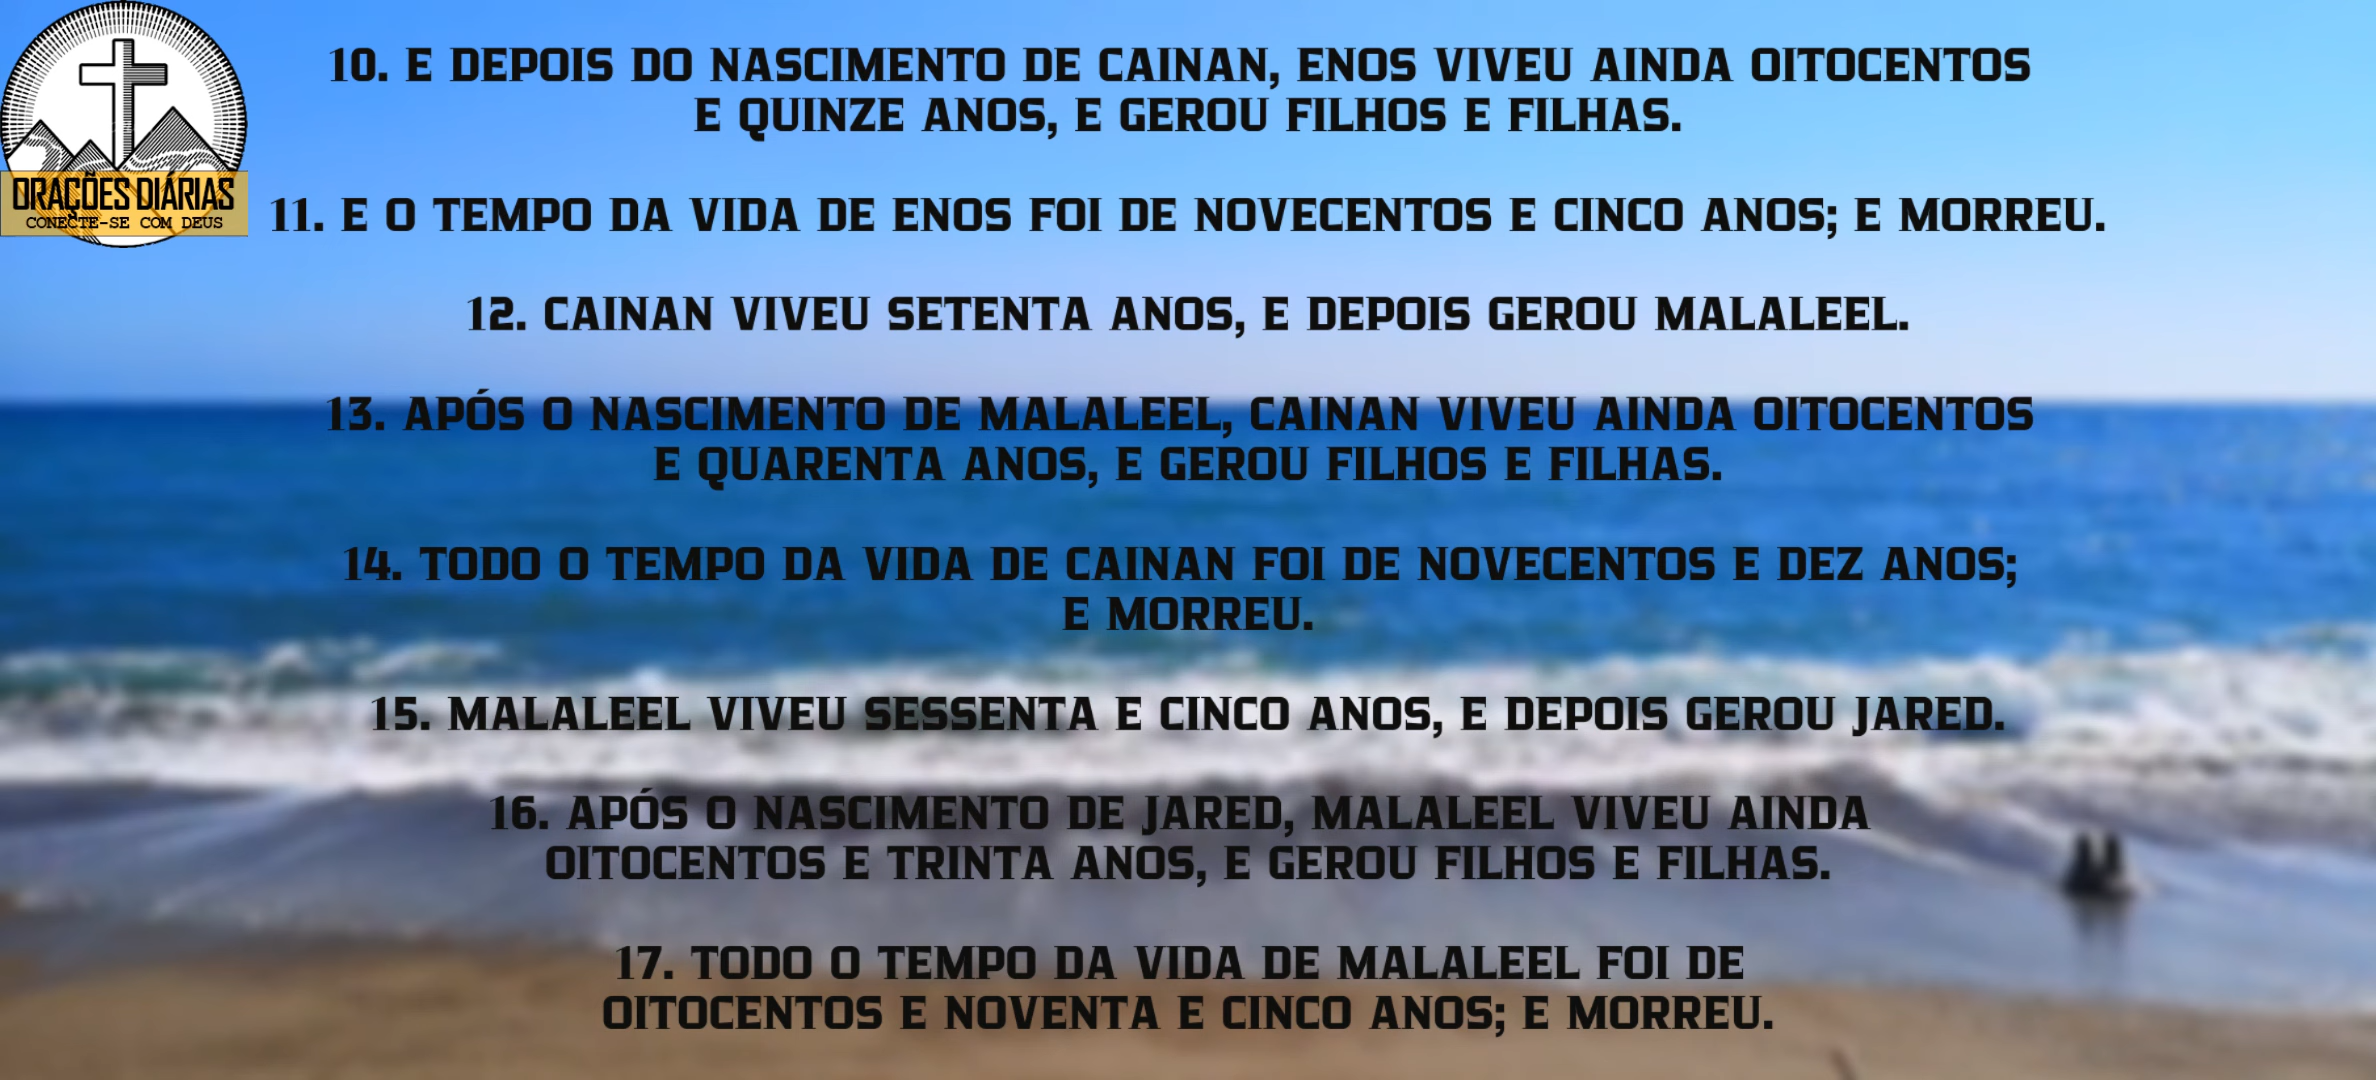 ORAÇÕES DIÁRIAS
CONECTE-SE COM DEUS
10. E DEPOIS DO NASCIMENTO DE CAINAN, ENOS VIVEU AINDA OITOCENTOS
E QUINZE ANOS, E GEROU FILHOS E FILHAS.
11. E O TEMPO DA VIDA DE ENOS FOI DE NOVECENTOS E CINCO ANOS; E MORREU.
12. CAINAN VIVEU SETENTA ANOS, E DEPOIS GEROU MALALEEL.
13. APÓS O NASCIMENTO DE MALALEEL, CAINAN VIVEU AINDA OITOCENTOS
E QUARENTA ANOS, E GEROU FILHOS E FILHAS.
14. TODO O TEMPO DA VIDA DE CAINAN FOI DE NOVECENTOS E DEZ ANOS;
E MORREU.
15. MALALEEL VIVEU SESSENTA E CINCO ANOS, E DEPOIS GEROU JARED.
16. APÓS O NASCIMENTO DE JARED, MALALEEL VIVEU AINDA
OITOCENTOS E TRINTA ANOS, E GEROU FILHOS E FILHAS.
17. TODO O TEMPO DA VIDA DE MALALEEL FOI DE
OITOCENTOS E NOVENTA E CINCO ANOS; E MORREU.